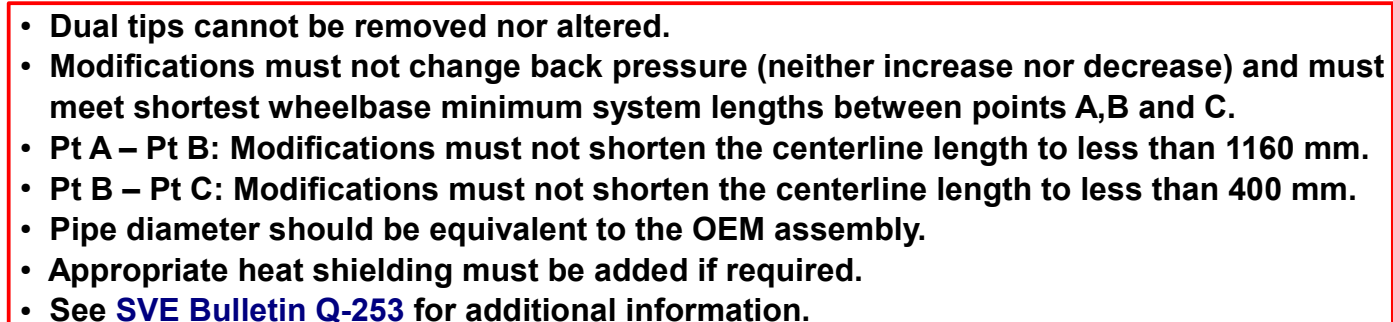 • Dual tips cannot be removed nor altered.
• Modifications must not change back pressure (neither increase nor decrease) and must
meet shortest wheelbase minimum system lengths between points A,B and C.
• Pt A – Pt B: Modifications must not shorten the centerline length to less than 1160 mm.
• Pt B – Pt C: Modifications must not shorten the centerline length to less than 400 mm.
• Pipe diameter should be equivalent to the OEM assembly.
• Appropriate heat shielding must be added if required.
• See SVE Bulletin Q-253 for additional information.